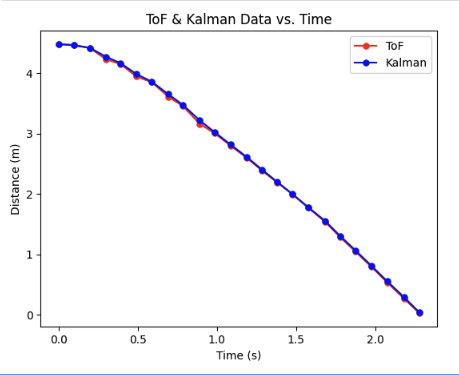 ToF & Kalman Data vs. Time
ToF
Kalman
Distance (m)
4
3
2
1
0
0.0 0.5 1.0 1.5 2.0
Time (s)